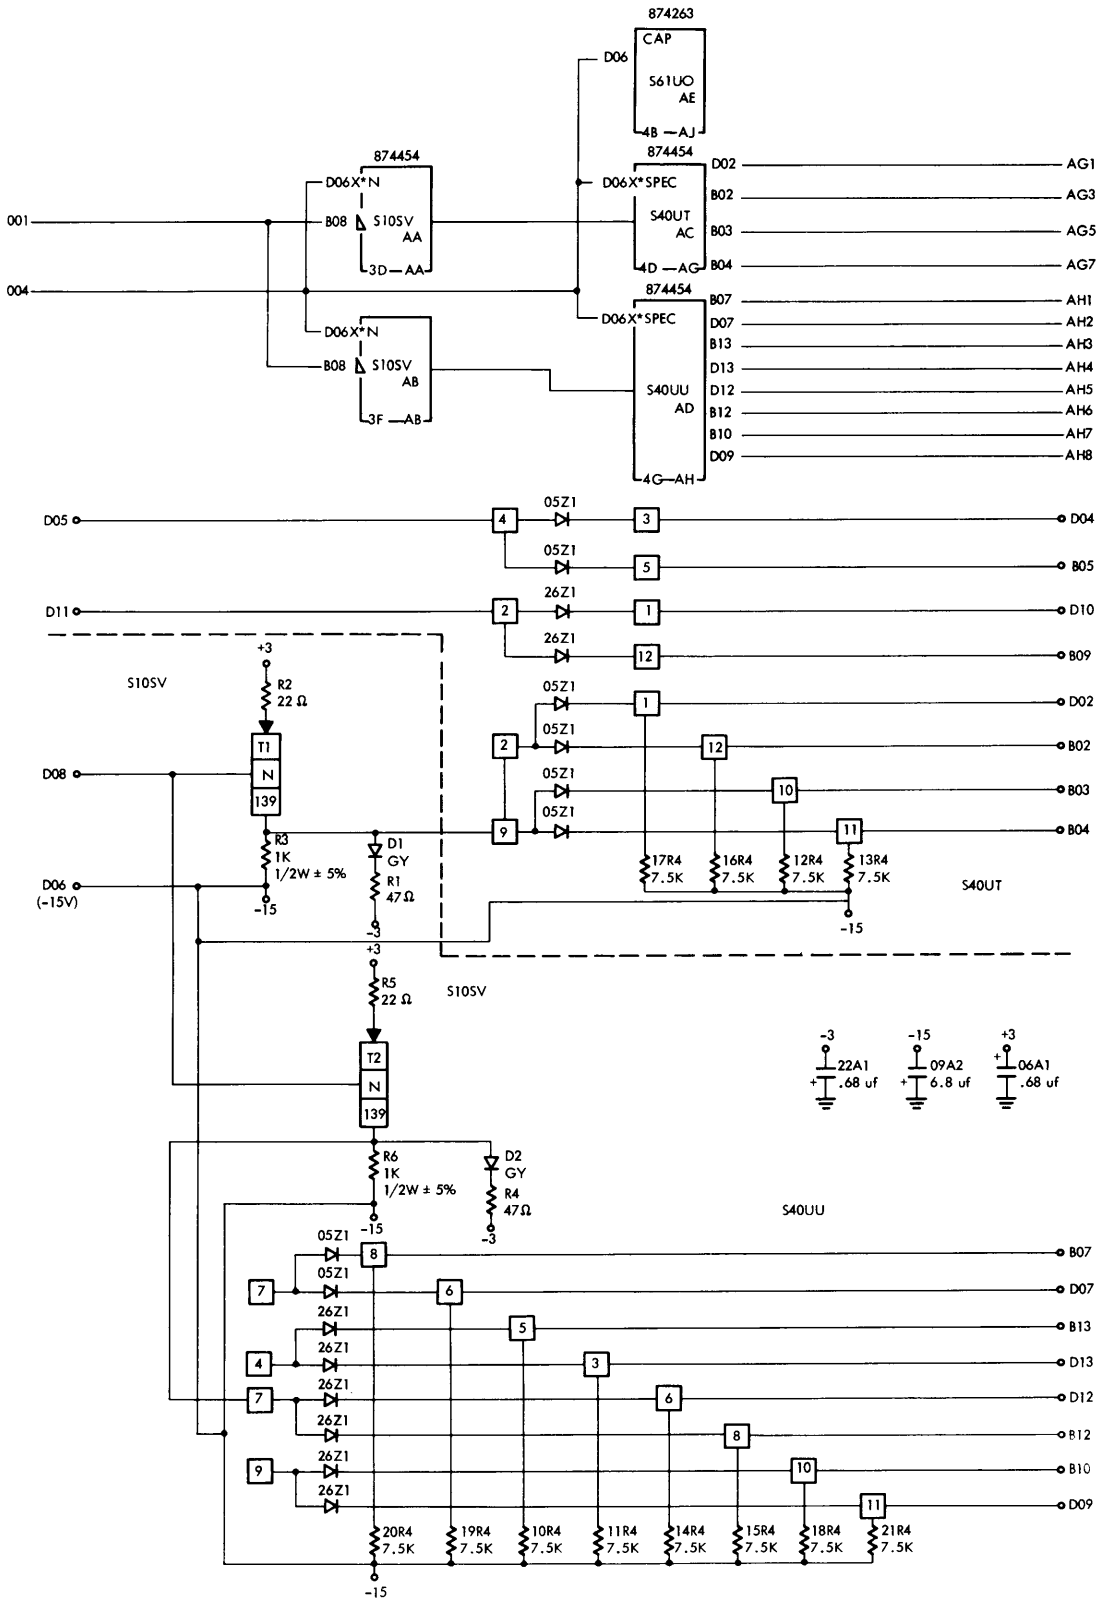 874263
CAP
D06
S61UO
AE
4B — AJ
874454
874454
D02
AG1
D06X*N
D06X*SPEC
B02
AG3
001
B08
S10SV
AA
S40UT
AC
B03
AG5
3D — AA
4D — AG
B04
AG7
004
874454
B07
AH1
D06X*N
D06X*SPEC
D07
AH2
B13
AH3
B08
S10SV
AB
D13
AH4
S40UU
AD
D12
AH5
3F — AB
B12
AH6
B10
AH7
D09
AH8
4G—AH
05Z1
D05
4
3
D04
05Z1
5
B05
26Z1
D11
2
1
D10
+3
26Z1
12
B09
S10SV
R2
22 Ω
05Z1
1
D02
T1
05Z1
2
12
B02
D08
N
139
05Z1
10
B03
05Z1
9
11
B04
R3
1K
1/2W ± 5%
D1
GY
17R4
7.5K
16R4
7.5K
12R4
7.5K
13R4
7.5K
R1
47Ω
S40UT
D06
(-15V)
-15
-3
-15
+3
R5
22 Ω
S10SV
-3
-15
+3
T2
+
22A1
.68 uf
09A2
6.8 uf
06A1
.68 uf
+
+
N
139
R6
1K
1/2W ± 5%
D2
GY
R4
47Ω
S40UU
-15
-3
05Z1
8
B07
05Z1
7
6
D07
26Z1
5
B13
26Z1
4
3
D13
26Z1
7
6
D12
26Z1
8
B12
26Z1
9
10
B10
26Z1
11
D09
20R4
7.5K
19R4
7.5K
10R4
7.5K
11R4
7.5K
14R4
7.5K
15R4
7.5K
18R4
7.5K
21R4
7.5K
-15